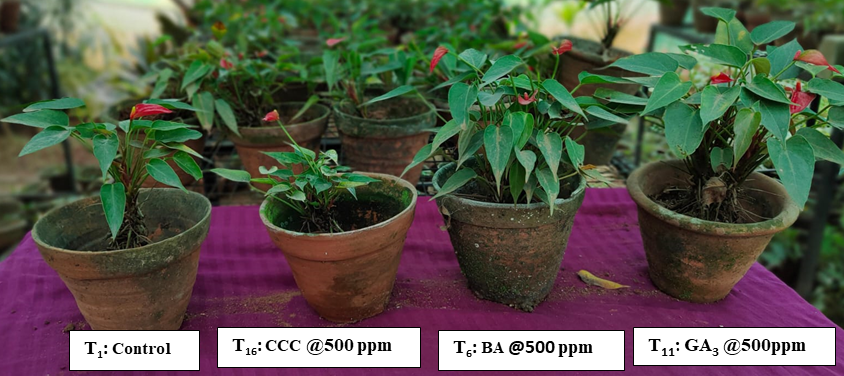 T₁: Control
T₁₆: CCC @500 ppm
T₆: BA @500 ppm
T₁₁: GA₃ @500ppm